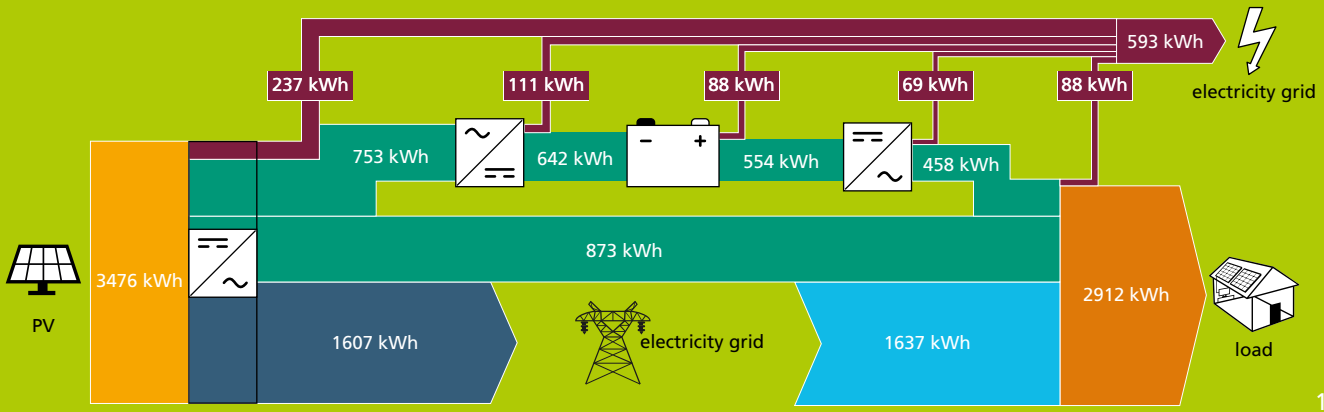 593 kWh
electricity grid
237 kWh
111 kWh
88 kWh
69 kWh
88 kWh
753 kWh
642 kWh
- +
554 kWh
458 kWh
873 kWh
3476 kWh
PV
1607 kWh
electricity grid
1637 kWh
2912 kWh
load
1